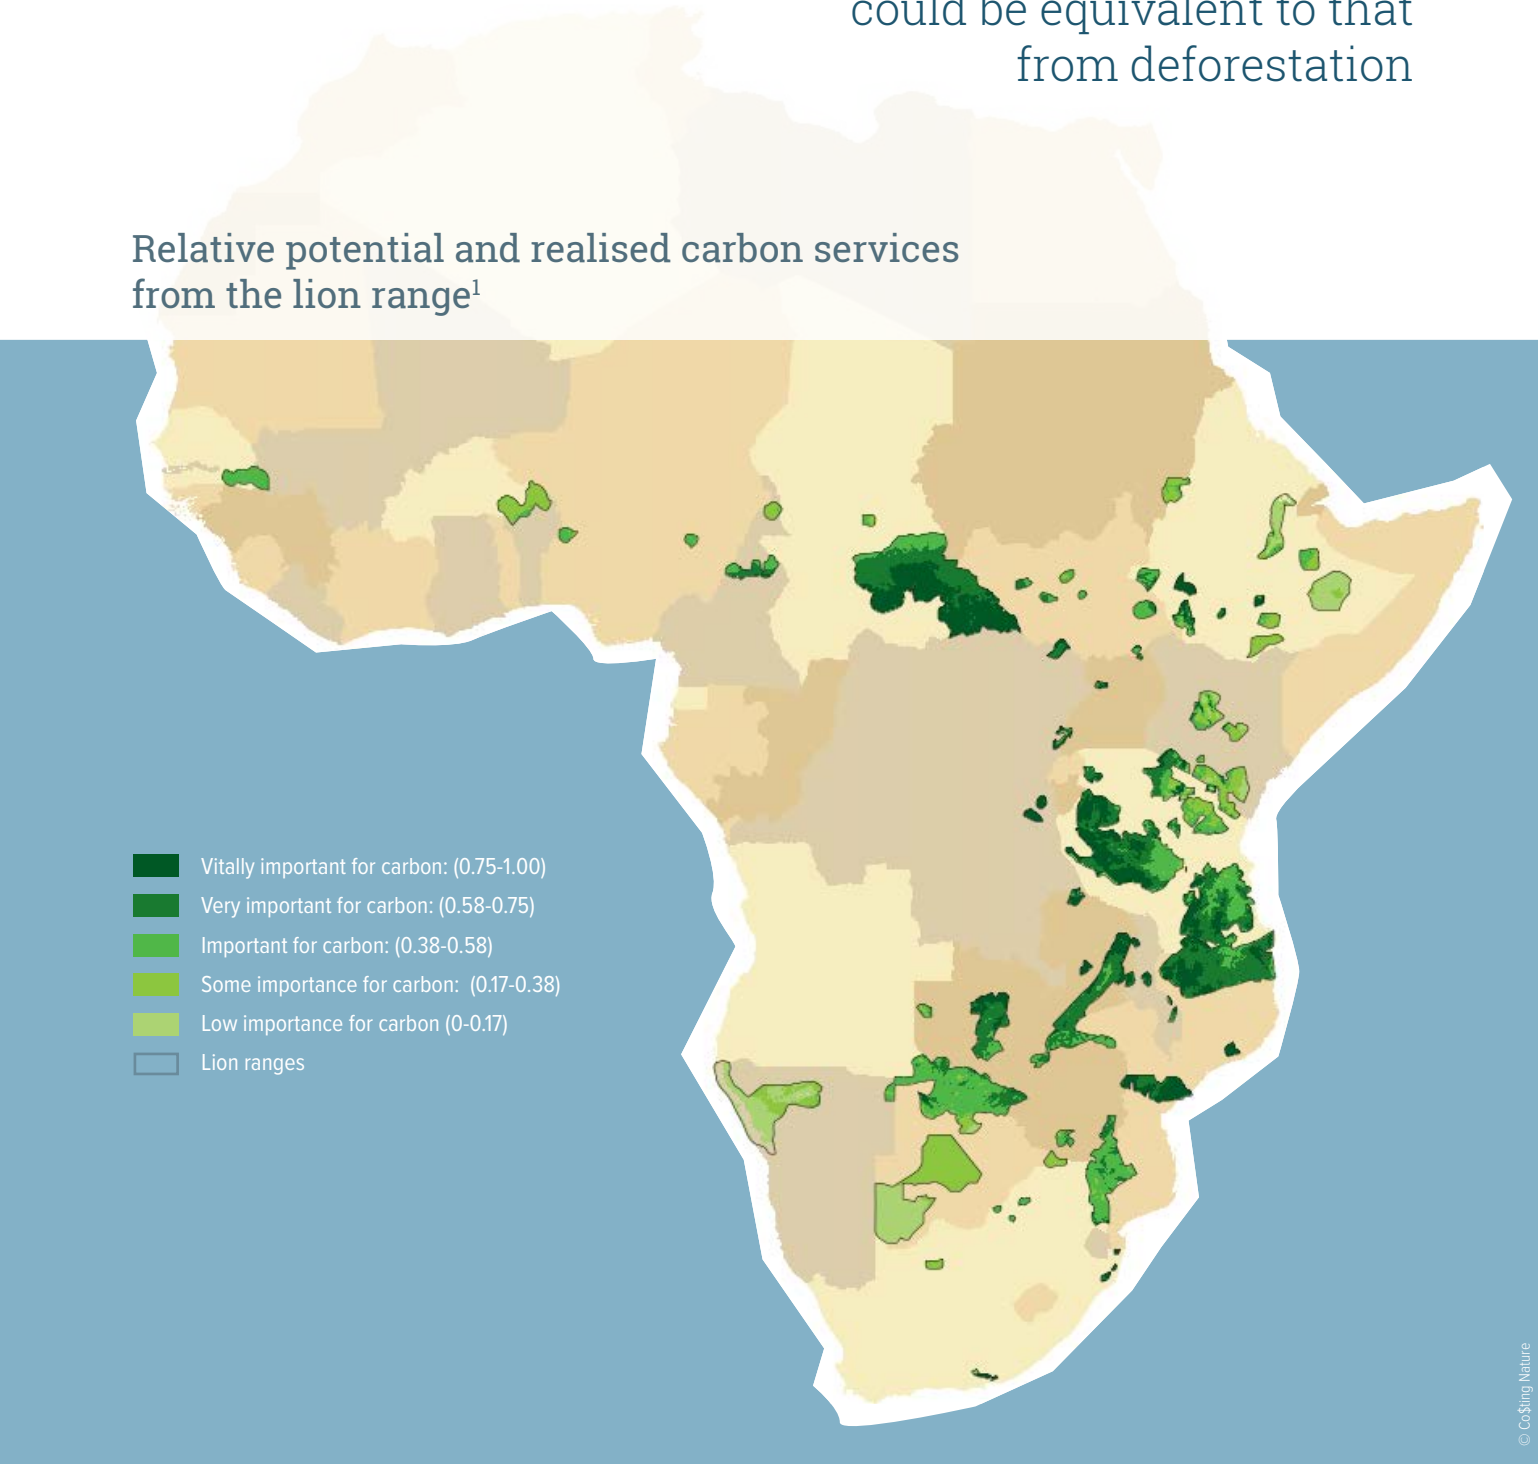 could be equivalent to that
from deforestation
Relative potential and realised carbon services
from the lion range¹
Vitally important for carbon: (0.75-1.00)
Very important for carbon: (0.58-0.75)
Important for carbon: (0.38-0.58)
Some importance for carbon: (0.17-0.38)
Low importance for carbon (0-0.17)
Lion ranges
© Co$ting Nature